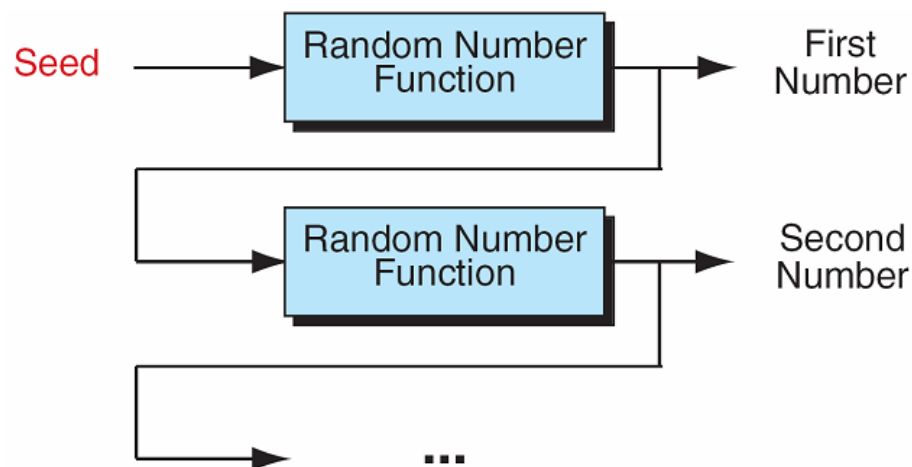 Seed
Random Number
Function
First
Number
Random Number
Function
Second
Number
...